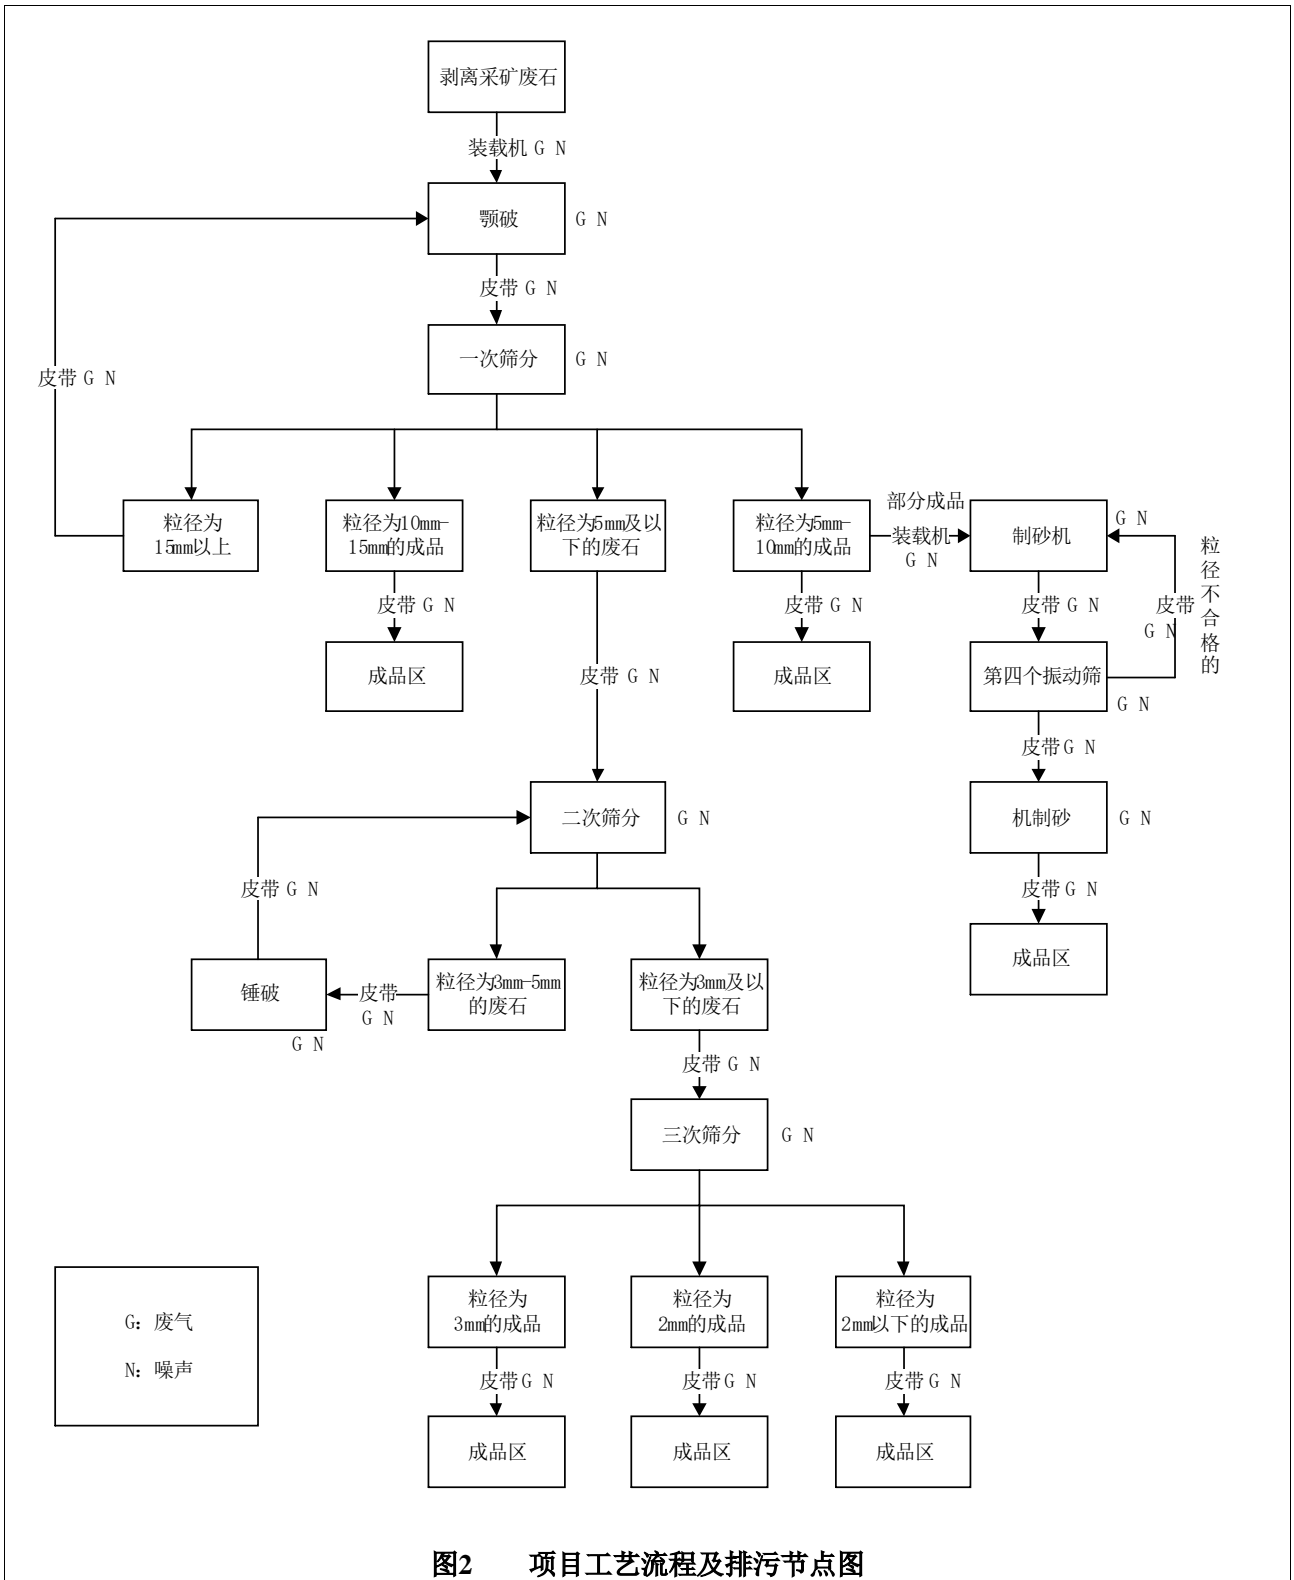 剥离采矿废石
装载机 G N
颚破
G N
皮带 G N
一次筛分
G N
皮带 G N
粒径为
15mm以上
粒径为10mm-
15mm的成品
粒径为5mm及以
下的废石
粒径为5mm-
10mm的成品
部分成品
装载机
G N
制砂机
G N
粒径不合格的
皮带 G N
皮带 G N
皮带 G N
皮带
G N
成品区
皮带 G N
成品区
第四个振动筛
G N
皮带 G N
二次筛分
G N
机制砂
G N
皮带 G N
皮带 G N
锤破
G N
皮带
G N
粒径为3mm-5mm
的废石
粒径为3mm及以
下的废石
成品区
皮带 G N
三次筛分
G N
粒径为
3mm的成品
粒径为
2mm的成品
粒径为
2mm以下的成品
G：废气
N：噪声
皮带 G N
皮带 G N
皮带 G N
成品区
成品区
成品区
图2 项目工艺流程及排污节点图